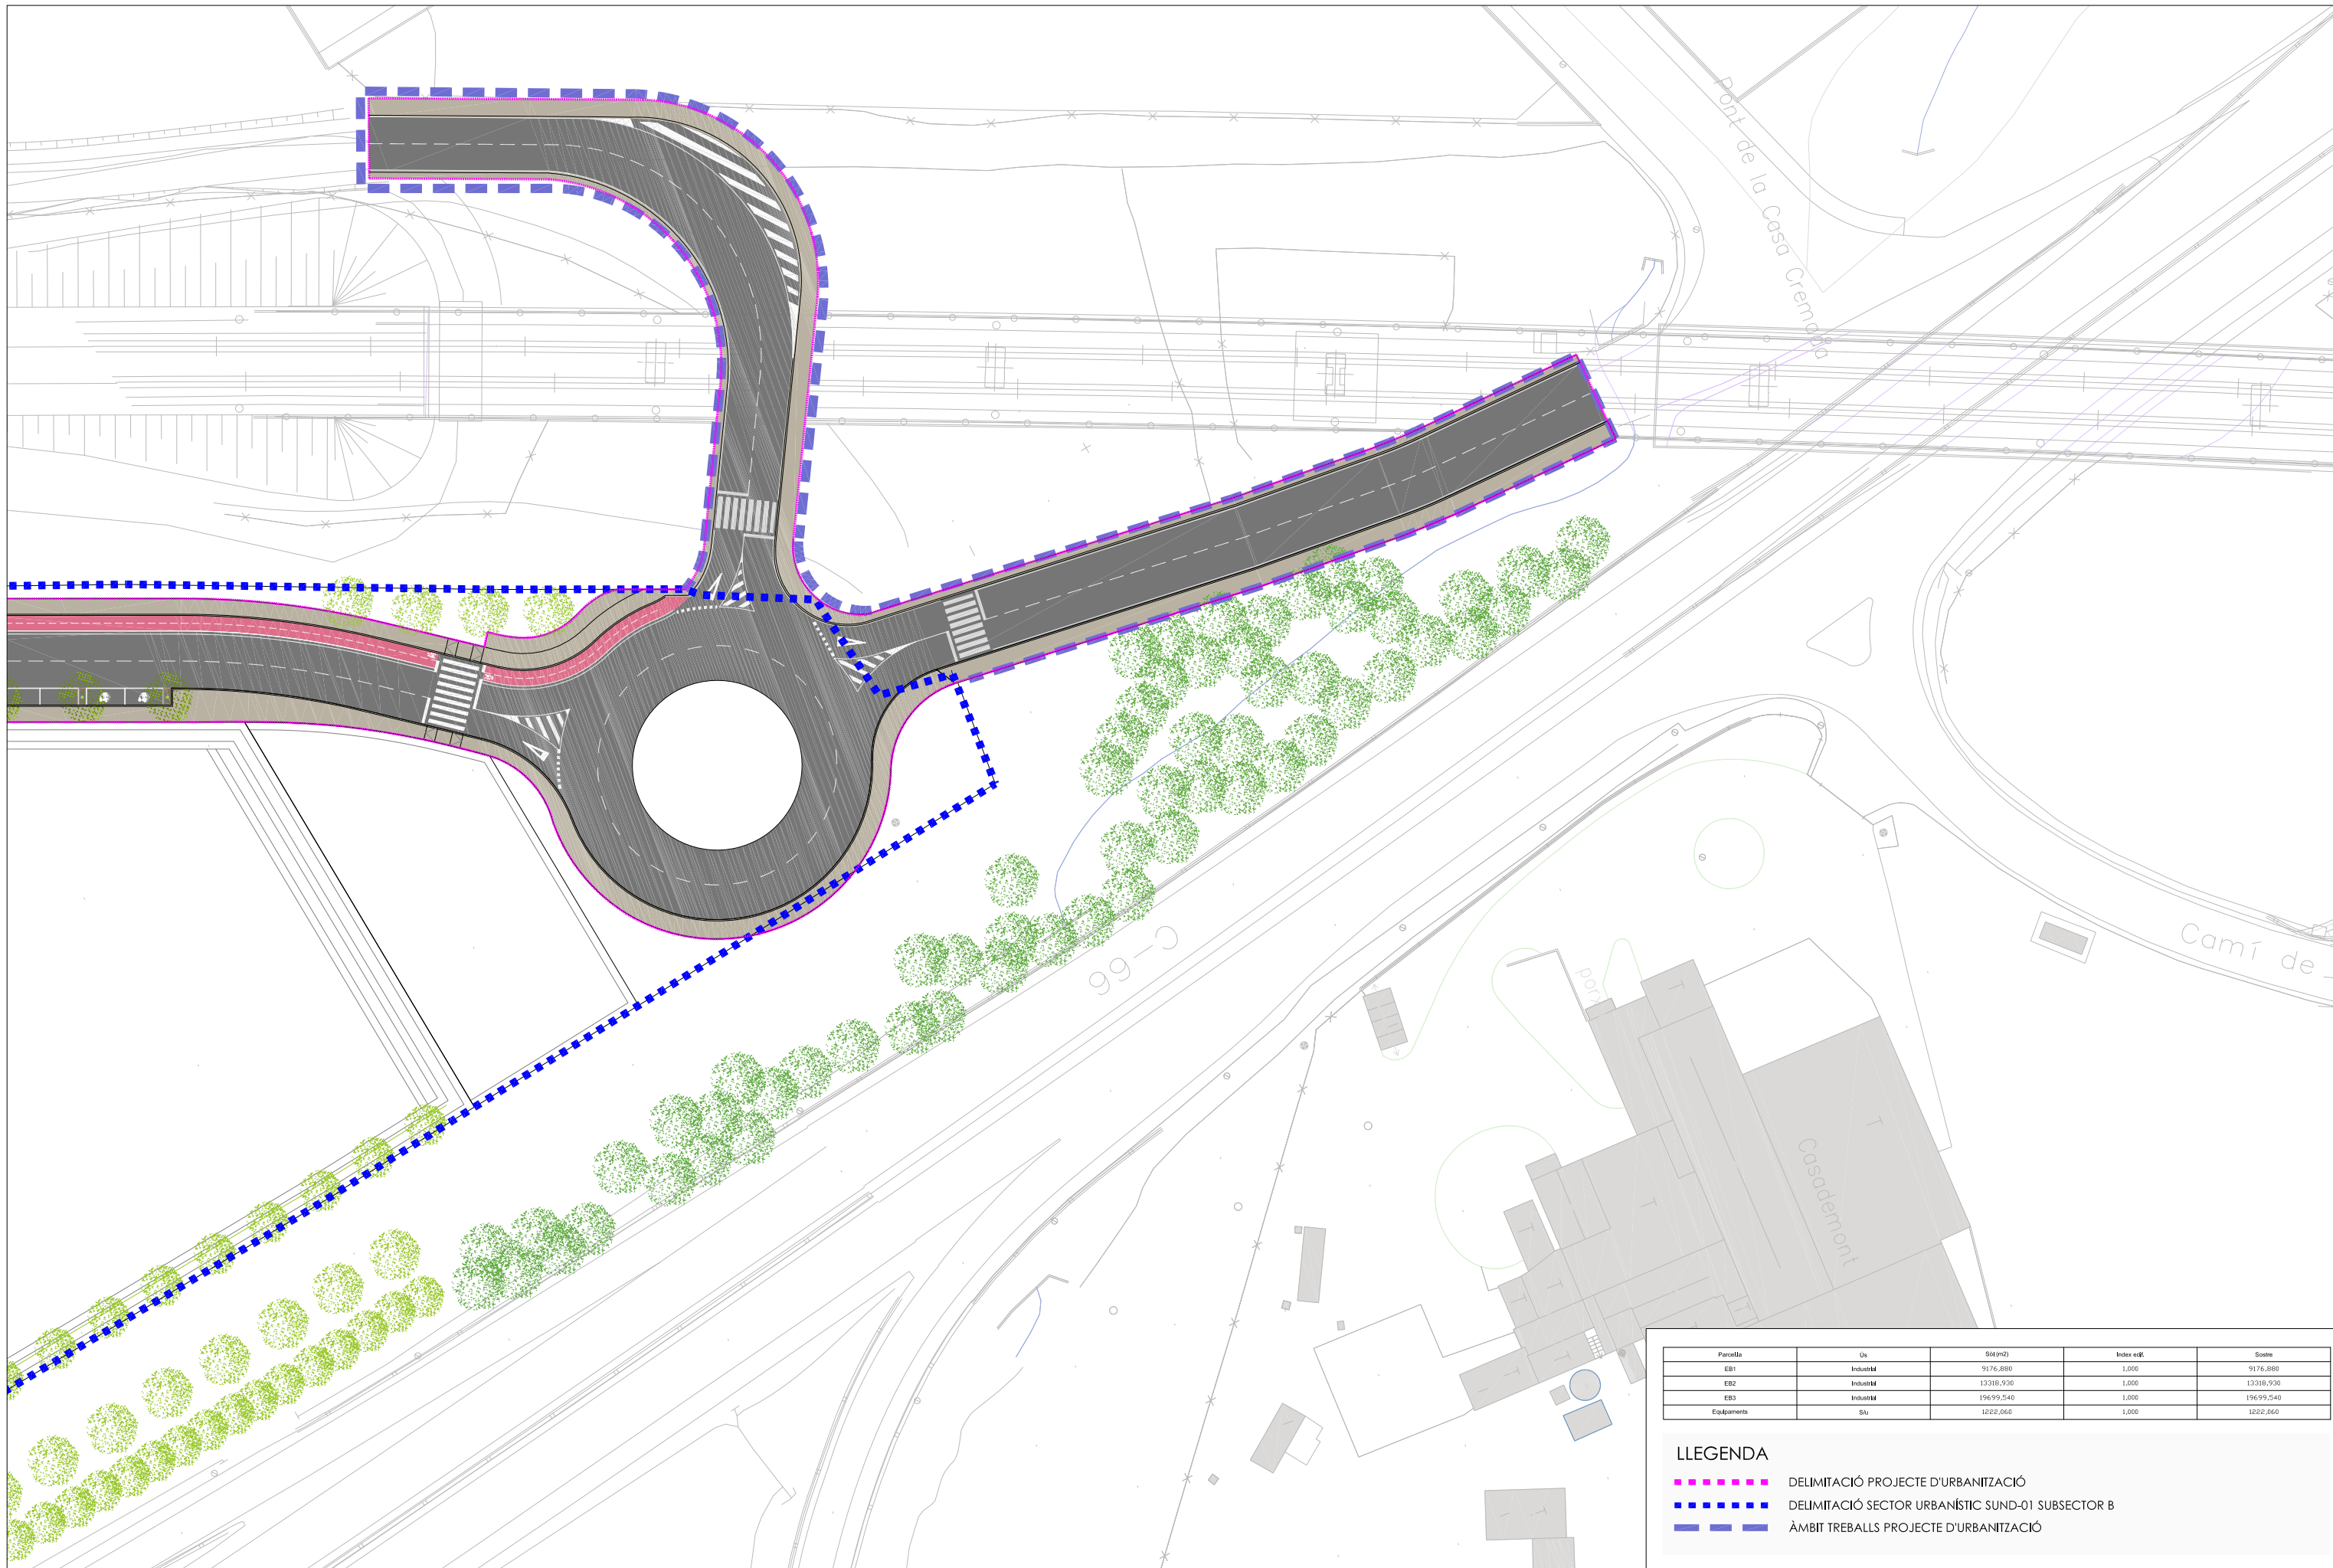 Pont de la Casa Cremada
C-66
Camí de
Casademont
Parcel·la Ús Sòl(m2) Index edif. Sostre
EB1 Industrial 9176,880 1,000 9176,880
EB2 Industrial 13318,930 1,000 13318,930
EB3 Industrial 19699,540 1,000 19699,540
Equipaments S/u 1222,060 1,000 1222,060
LLEGENDA
DELIMITACIÓ PROJECTE D'URBANITZACIÓ
DELIMITACIÓ SECTOR URBANÍSTIC SUND-01 SUBSECTOR B
ÀMBIT TREBALLS PROJECTE D'URBANITZACIÓ